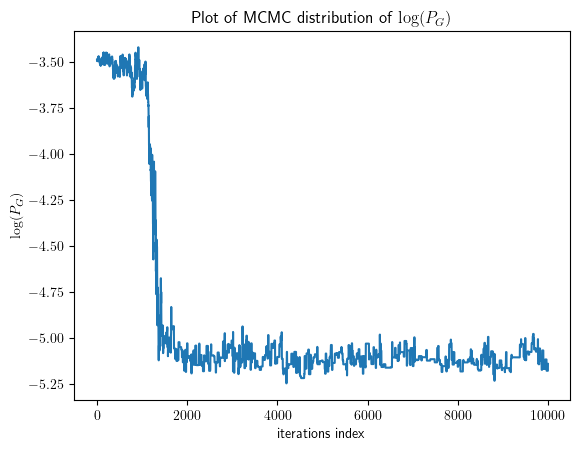 Plot of MCMC distribution of log(P_G)
log(P_G)
−3.50
−3.75
−4.00
−4.25
−4.50
−4.75
−5.00
−5.25
0 2000 4000 6000 8000 10000
iterations index